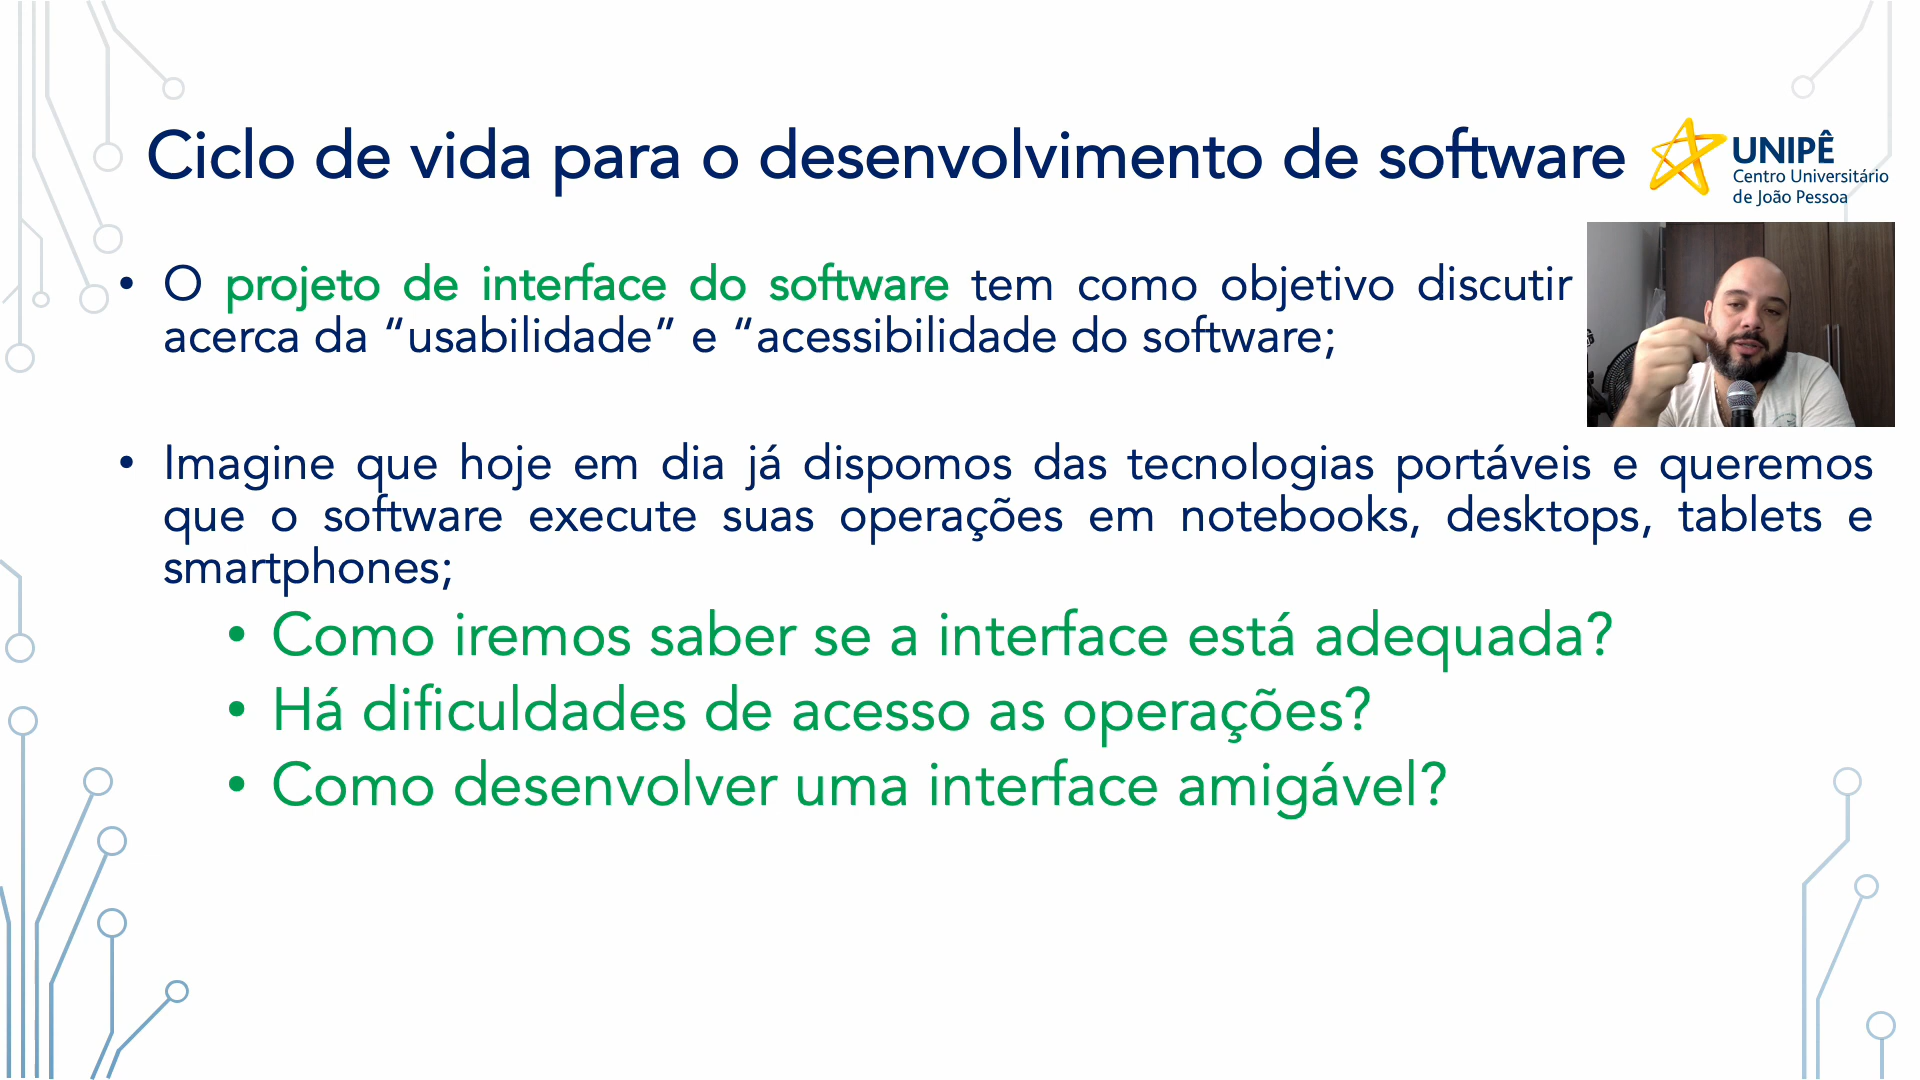 Ciclo de vida para o desenvolvimento de software
UNIPÊ
Centro Universitário
de João Pessoa
• O projeto de interface do software tem como objetivo discutir
acerca da “usabilidade” e “acessibilidade do software;
• Imagine que hoje em dia já dispomos das tecnologias portáveis e queremos
que o software execute suas operações em notebooks, desktops, tablets e
smartphones;
• Como iremos saber se a interface está adequada?
• Há dificuldades de acesso as operações?
• Como desenvolver uma interface amigável?